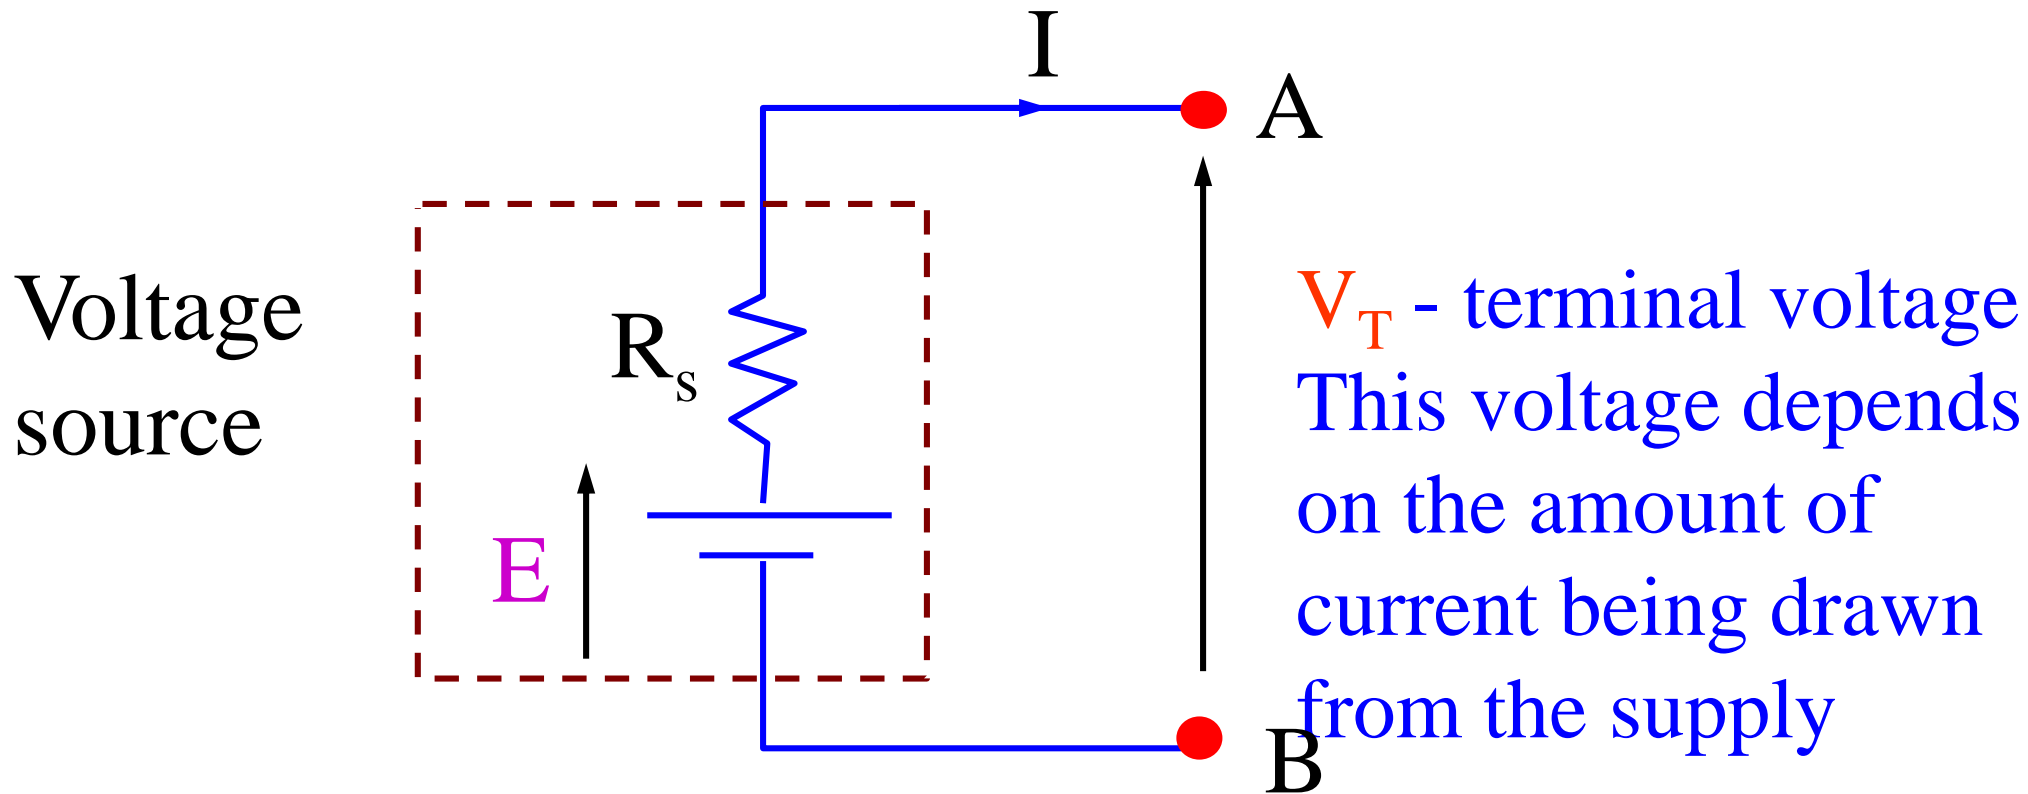 I
A
Voltage
source
R_s
E
V_T - terminal voltage
This voltage depends
on the amount of
current being drawn
from the supply
B